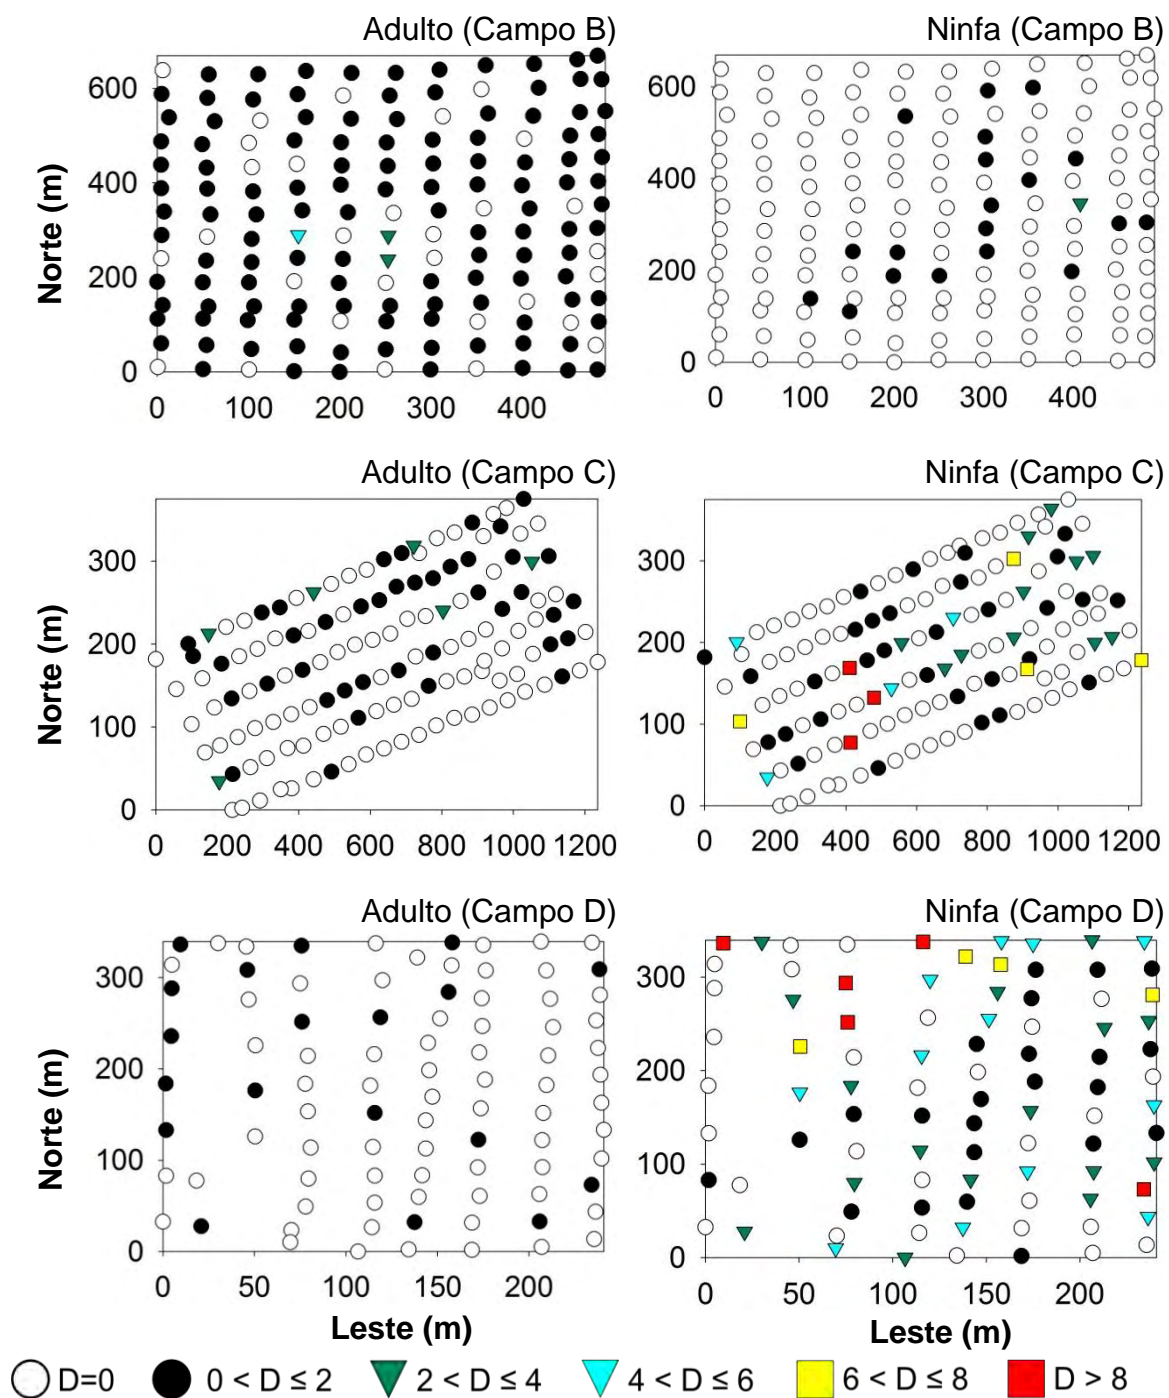 Adulto (Campo B)
Ninfa (Campo B)
Norte (m)
600
400
200
0
0 100 200 300 400
600
400
200
0
0 100 200 300 400
Adulto (Campo C)
Ninfa (Campo C)
Norte (m)
300
200
100
0
0 200 400 600 800 1000 1200
300
200
100
0
0 200 400 600 800 1000 1200
Adulto (Campo D)
Ninfa (Campo D)
Norte (m)
300
200
100
0
0 50 100 150 200
Leste (m)
300
200
100
0
0 50 100 150 200
Leste (m)
D=0 0 < D ≤ 2 2 < D ≤ 4 4 < D ≤ 6 6 < D ≤ 8 D > 8